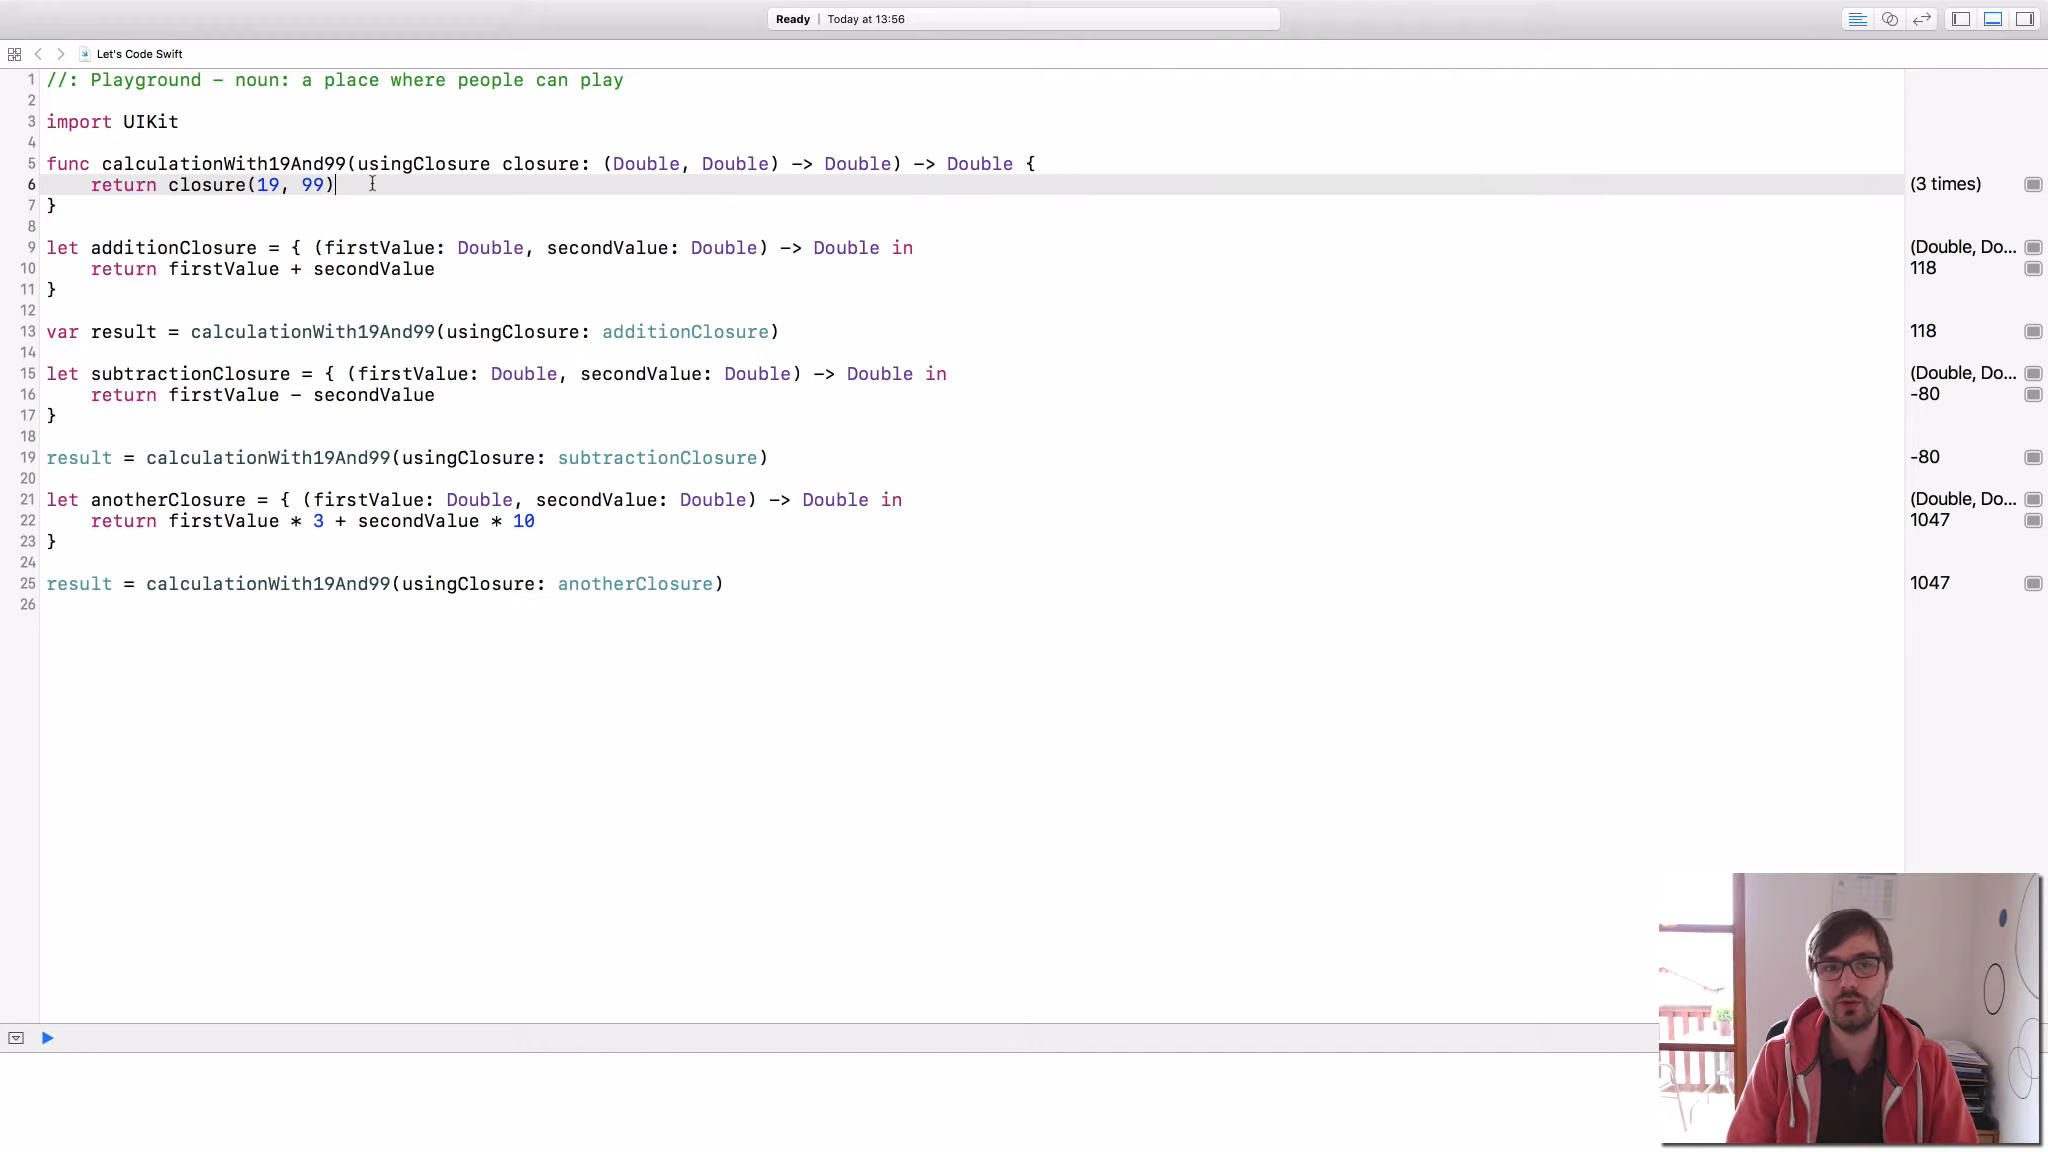 Ready | Today at 13:56
Let's Code Swift
1 //: Playground – noun: a place where people can play
2
3 import UIKit
4
5 func calculationWith19And99(usingClosure closure: (Double, Double) -> Double) -> Double {
6 return closure(19, 99) (3 times)
7 }
8
9 let additionClosure = { (firstValue: Double, secondValue: Double) -> Double in (Double, Do...
10 return firstValue + secondValue 118
11 }
12
13 var result = calculationWith19And99(usingClosure: additionClosure) 118
14
15 let subtractionClosure = { (firstValue: Double, secondValue: Double) -> Double in (Double, Do...
16 return firstValue – secondValue -80
17 }
18
19 result = calculationWith19And99(usingClosure: subtractionClosure) -80
20
21 let anotherClosure = { (firstValue: Double, secondValue: Double) -> Double in (Double, Do...
22 return firstValue * 3 + secondValue * 10 1047
23 }
24
25 result = calculationWith19And99(usingClosure: anotherClosure) 1047
26